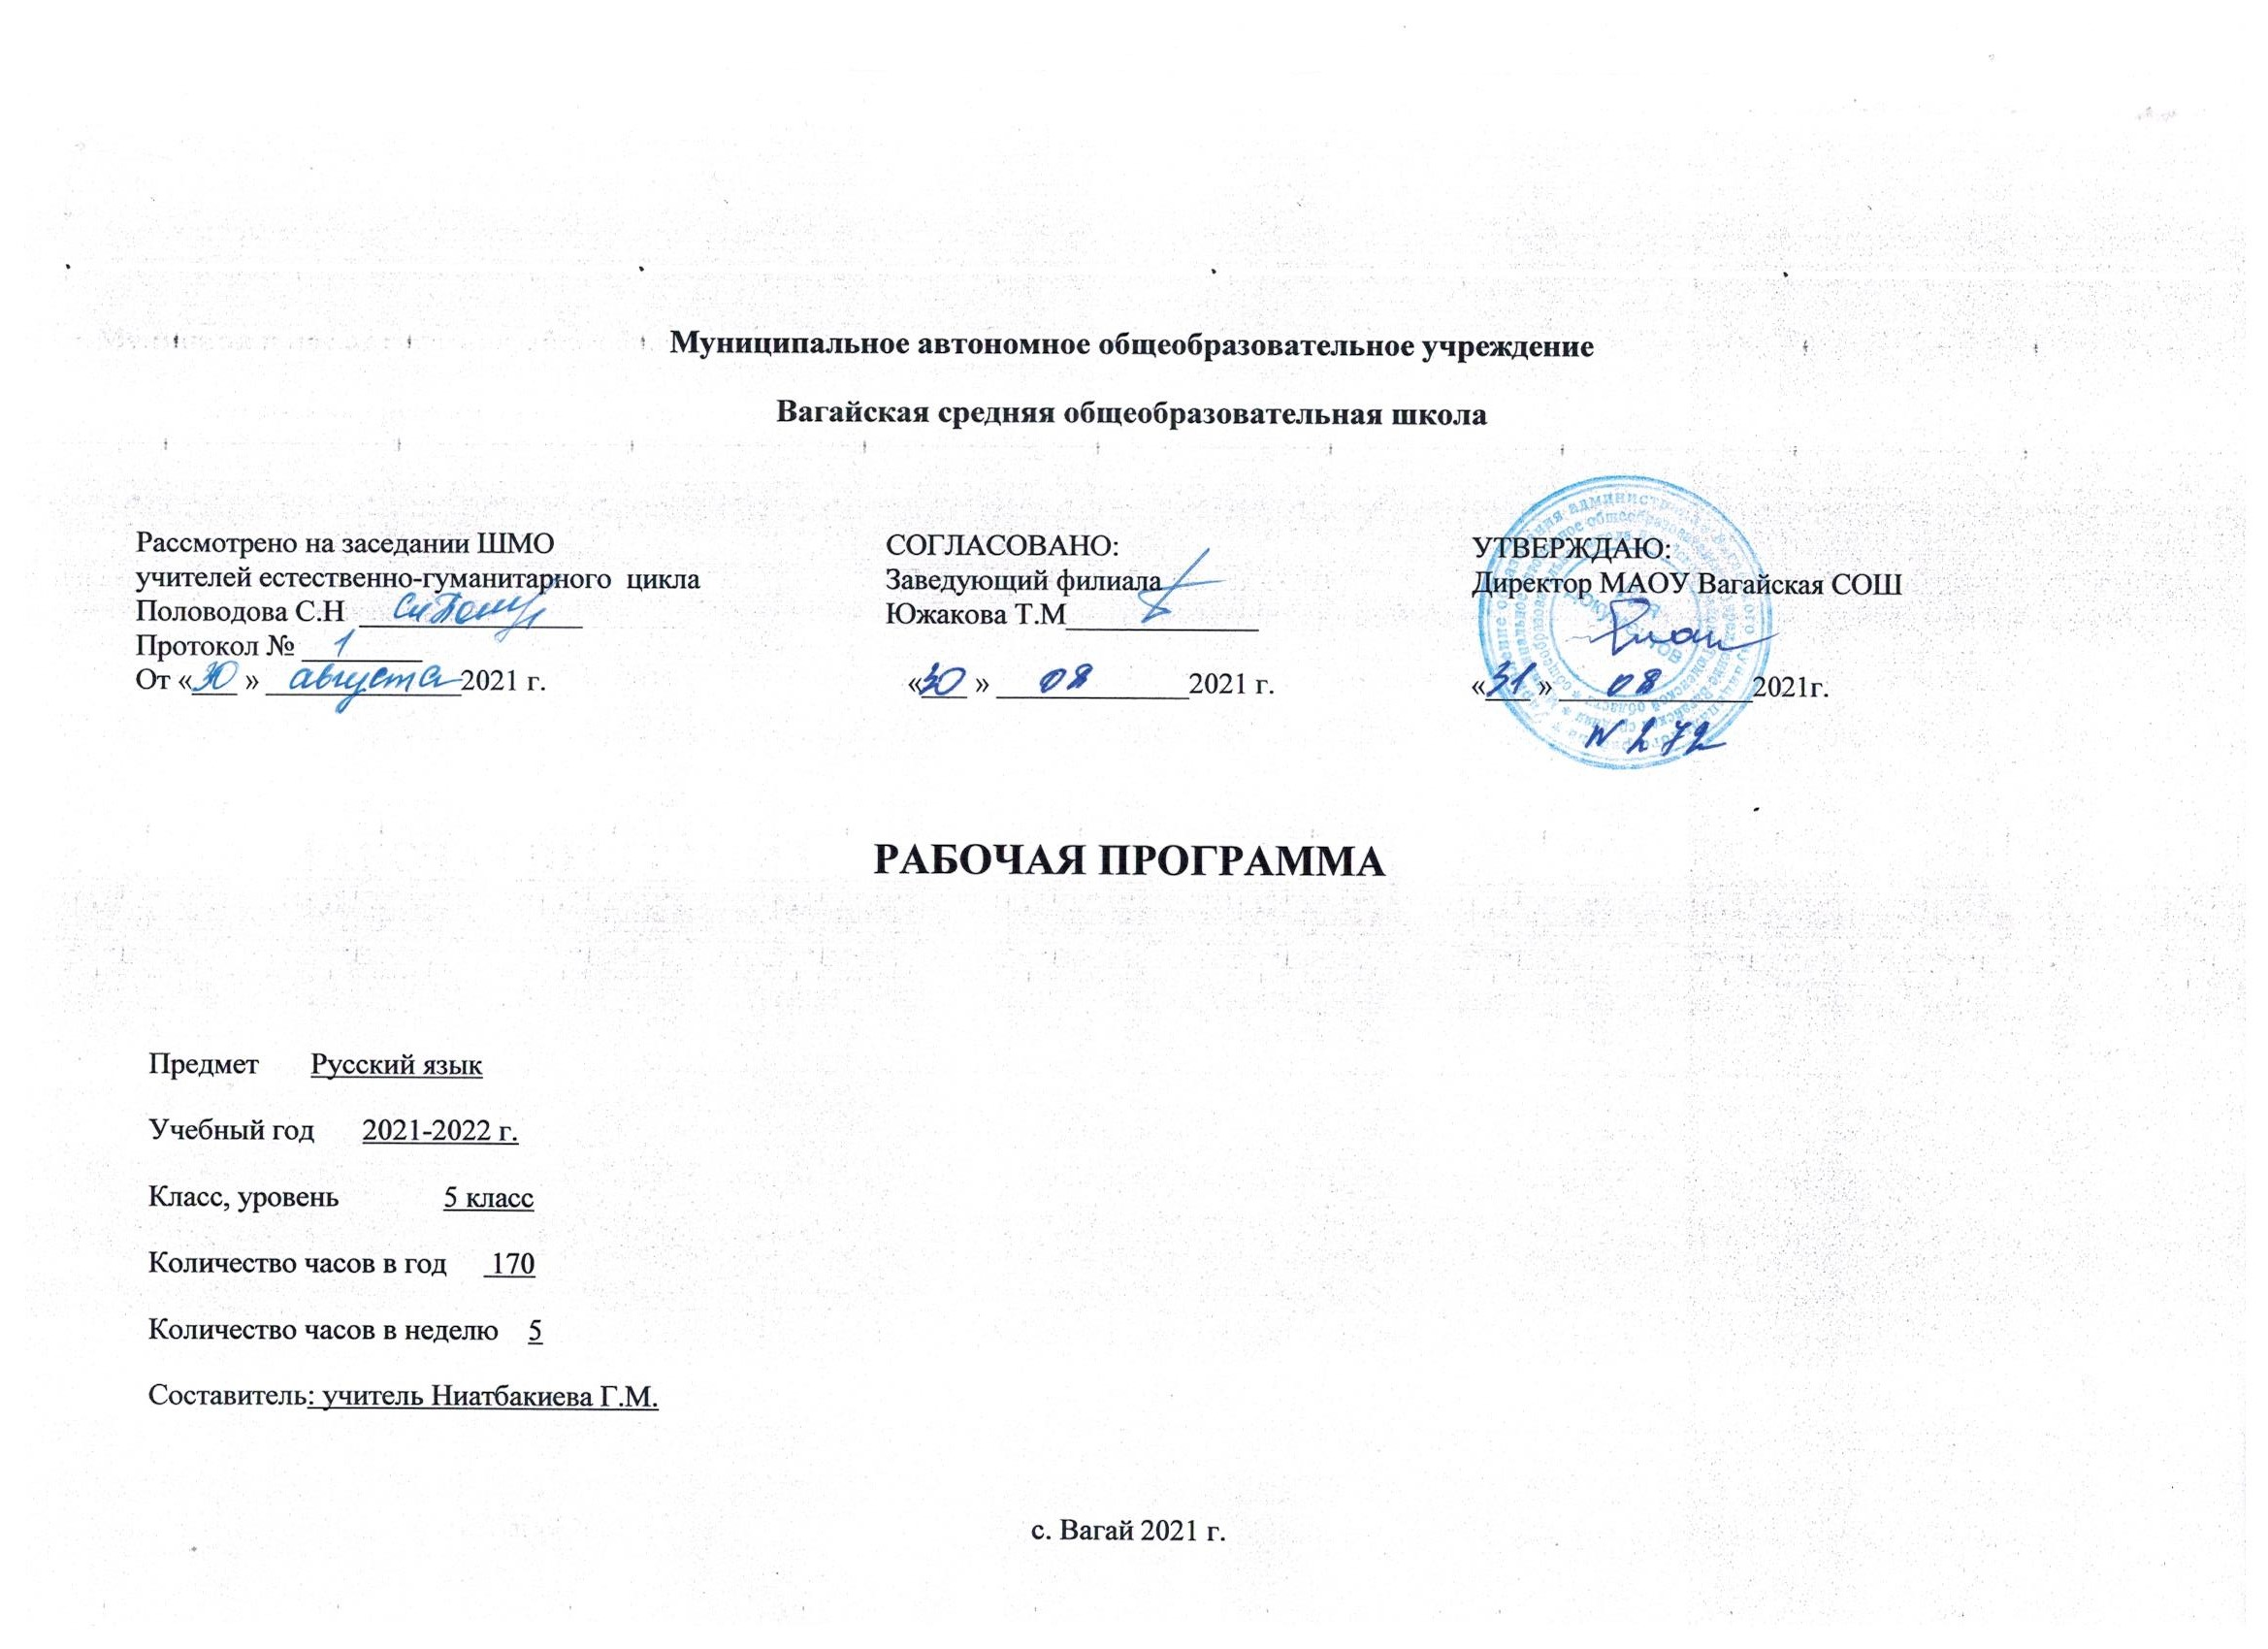 Муниципальное автономное общеобразовательное учреждение
Вагайская средняя общеобразовательная школа
Рассмотрено на заседании ШМО
учителей естественно-гуманитарного цикла
Половодова С.Н
Протокол № 1
От «30» августа 2021 г.
СОГЛАСОВАНО:
Заведующий филиала
Южакова Т.М
«30» 08 2021 г.
УТВЕРЖДАЮ:
Директор МАОУ Вагайская СОШ
«31» 08 2021г.
N 272
РАБОЧАЯ ПРОГРАММА
Предмет Русский язык
Учебный год 2021-2022 г.
Класс, уровень 5 класс
Количество часов в год 170
Количество часов в неделю 5
Составитель: учитель Ниатбакиева Г.М.
с. Вагай 2021 г.